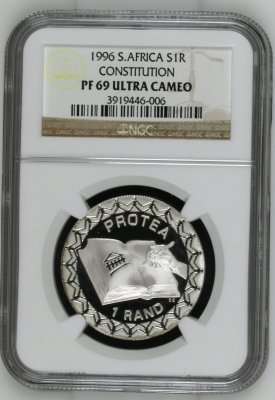 1996 S.AFRICA S1R
CONSTITUTION
PF 69 ULTRA CAMEO
3919446-006
NGC
PROTEA
1 RAND